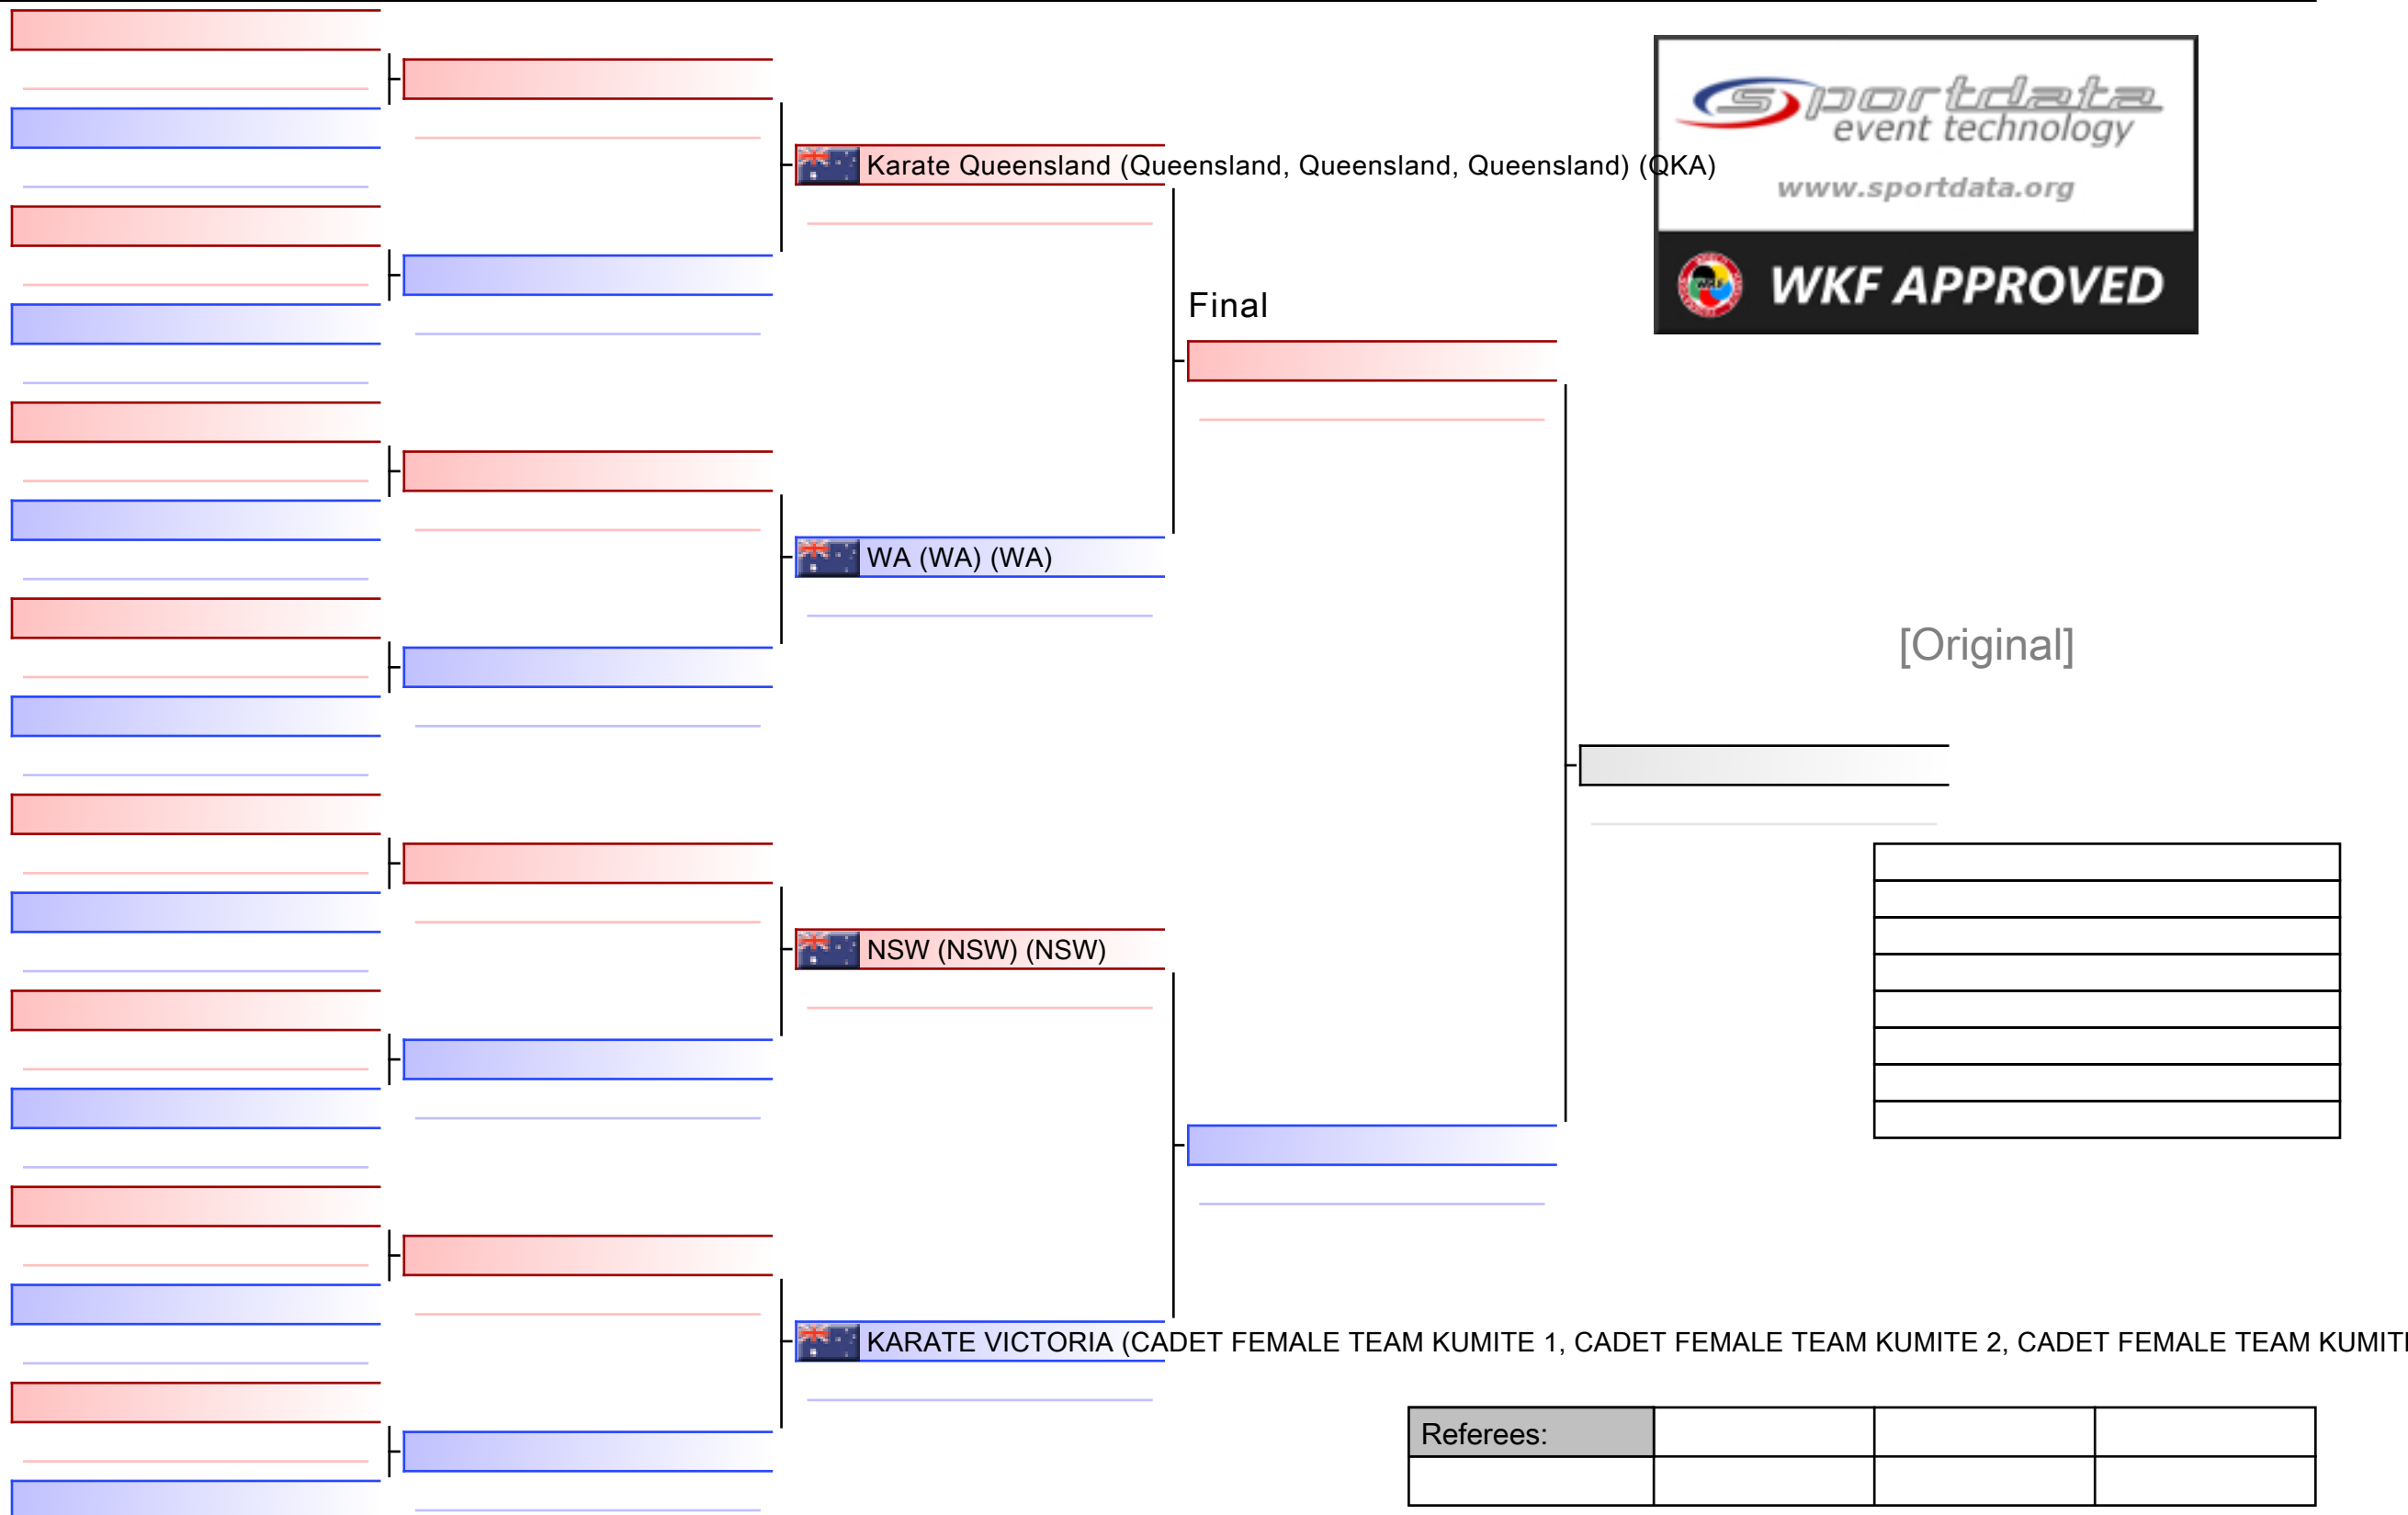 sportdata
event technology
www.sportdata.org
WKF APPROVED
Karate Queensland (Queensland, Queensland, Queensland) (QKA)
Final
WA (WA) (WA)
[Original]
NSW (NSW) (NSW)
KARATE VICTORIA (CADET FEMALE TEAM KUMITE 1, CADET FEMALE TEAM KUMITE 2, CADET FEMALE TEAM KUMITE
Referees: